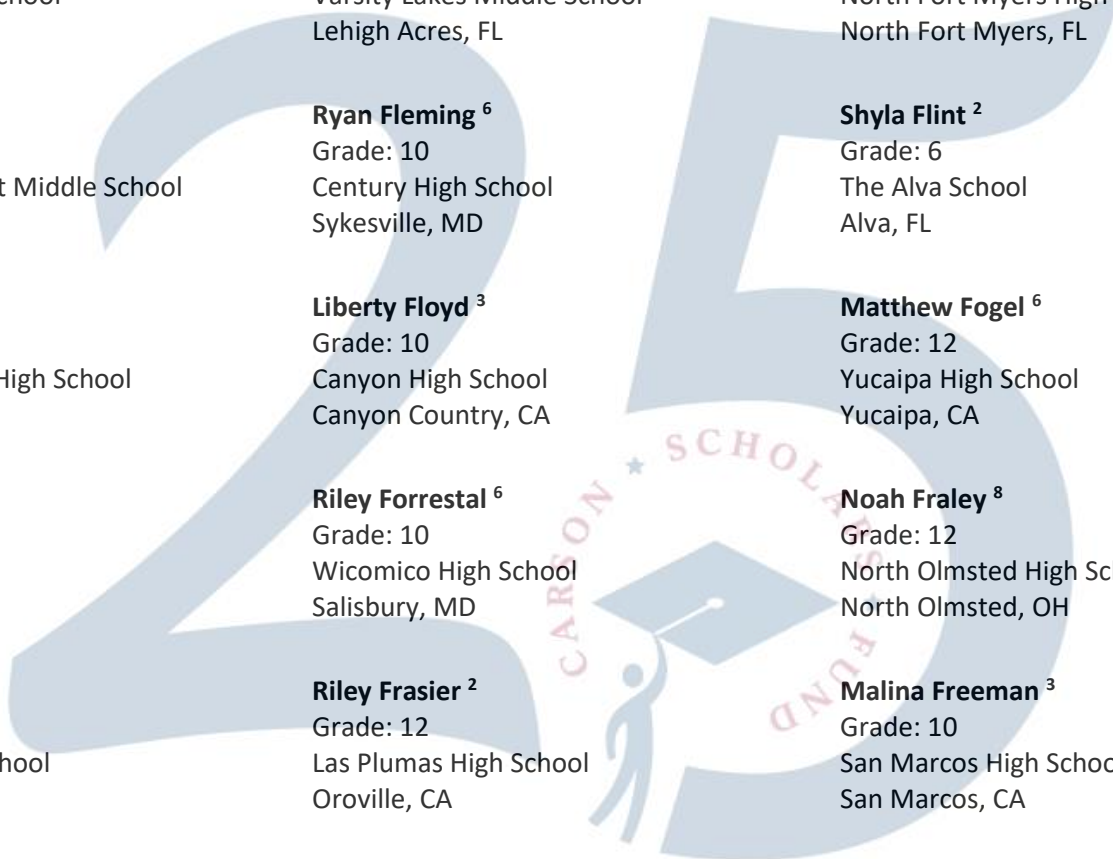 Varsity Lakes Middle School
Lehigh Acres, FL
North Fort Myers High
North Fort Myers, FL
Middle School
Ryan Fleming ⁶
Grade: 10
Century High School
Sykesville, MD
Shyla Flint ²
Grade: 6
The Alva School
Alva, FL
High School
Liberty Floyd ³
Grade: 10
Canyon High School
Canyon Country, CA
Matthew Fogel ⁶
Grade: 12
Yucaipa High School
Yucaipa, CA
Riley Forrestal ⁶
Grade: 10
Wicomico High School
Salisbury, MD
Noah Fraley ⁸
Grade: 12
North Olmsted High
North Olmsted, OH
Riley Frasier ²
Grade: 12
Las Plumas High School
Oroville, CA
Malina Freeman ³
Grade: 10
San Marcos High Schoo
San Marcos, CA
25
CARSON SCHOLARS FUND